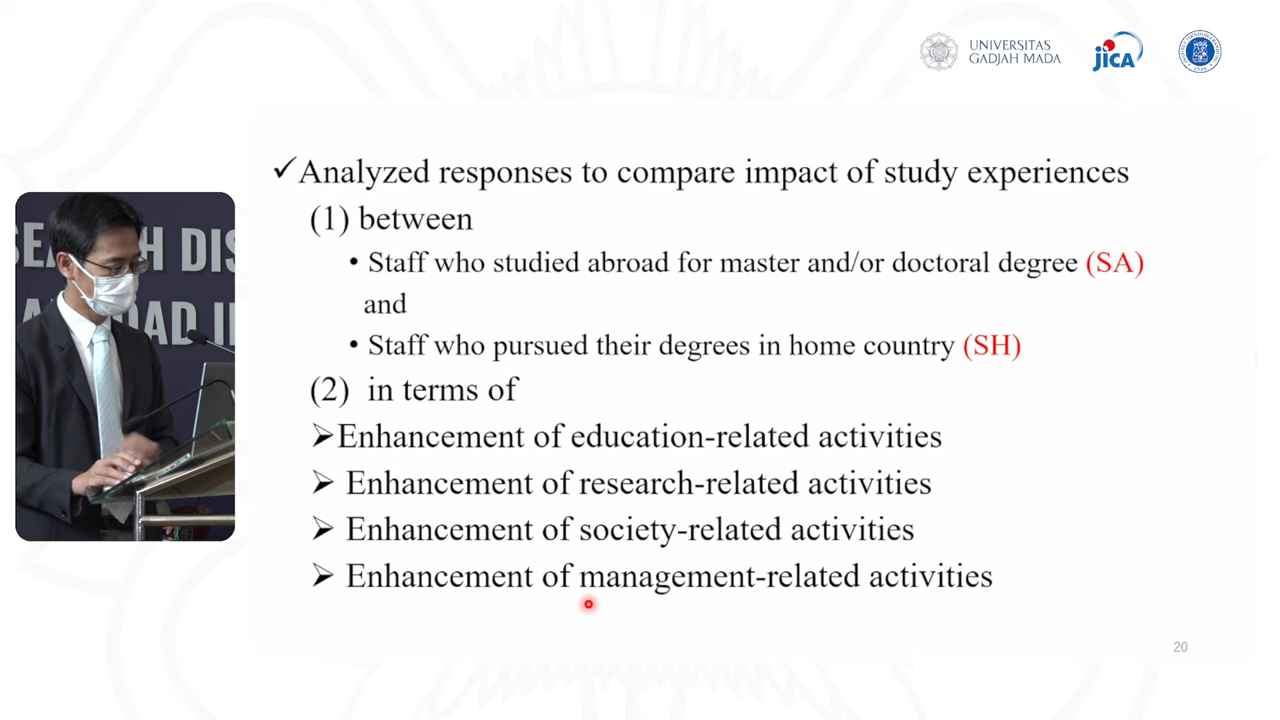 UNIVERSITAS
GADJAH MADA
JICA
✓Analyzed responses to compare impact of study experiences
(1) between
• Staff who studied abroad for master and/or doctoral degree (SA)
and
• Staff who pursued their degrees in home country (SH)
(2) in terms of
➢Enhancement of education-related activities
➢ Enhancement of research-related activities
➢ Enhancement of society-related activities
➢ Enhancement of management-related activities
20